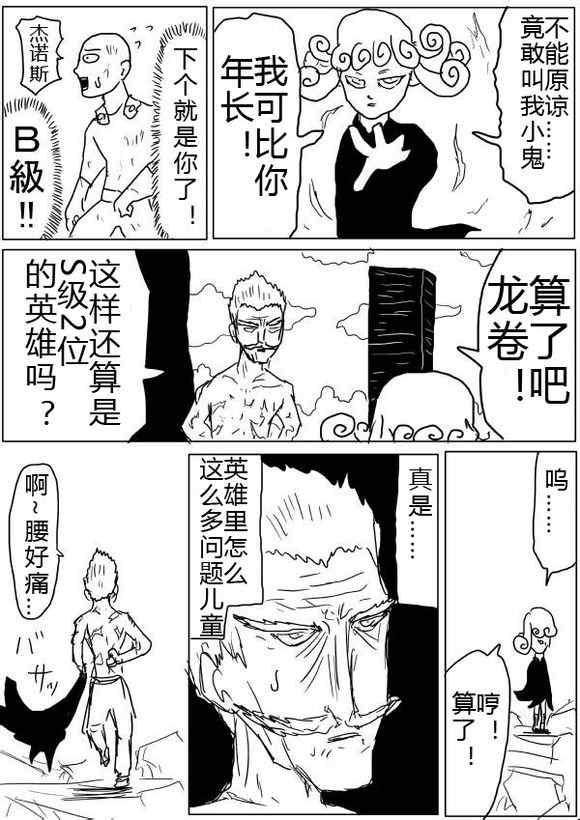 不能原谅……
竟敢叫我小鬼
我可比你
年长！
下个就是你了！
B級!!
杰诺斯
算了吧
龙卷！
这样还算是
S级2位
的英雄吗？
呜……
哼！
算了！
真是……
英雄里怎么
这么多问题儿童
啊~腰好痛…
バサッ